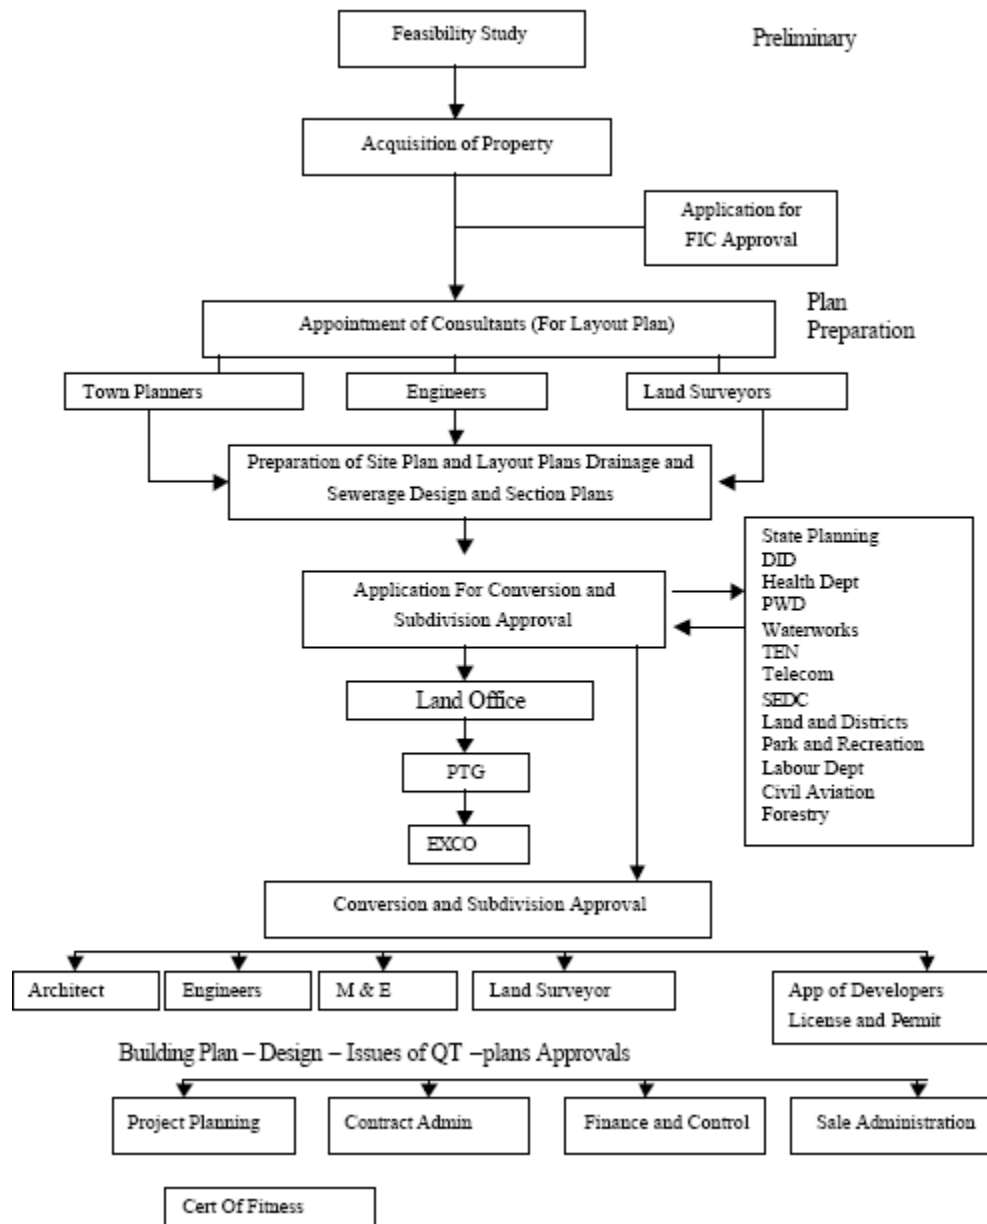 Feasibility Study
Preliminary
Acquisition of Property
Application for
FIC Approval
Plan
Preparation
Appointment of Consultants (For Layout Plan)
Town Planners
Engineers
Land Surveyors
Preparation of Site Plan and Layout Plans Drainage and
Sewerage Design and Section Plans
State Planning
DID
Health Dept
PWD
Waterworks
TEN
Telecom
SEDC
Land and Districts
Park and Recreation
Labour Dept
Civil Aviation
Forestry
Application For Conversion and
Subdivision Approval
Land Office
PTG
EXCO
Conversion and Subdivision Approval
Architect
Engineers
M & E
Land Surveyor
App of Developers
License and Permit
Building Plan – Design – Issues of QT –plans Approvals
Project Planning
Contract Admin
Finance and Control
Sale Administration
Cert Of Fitness